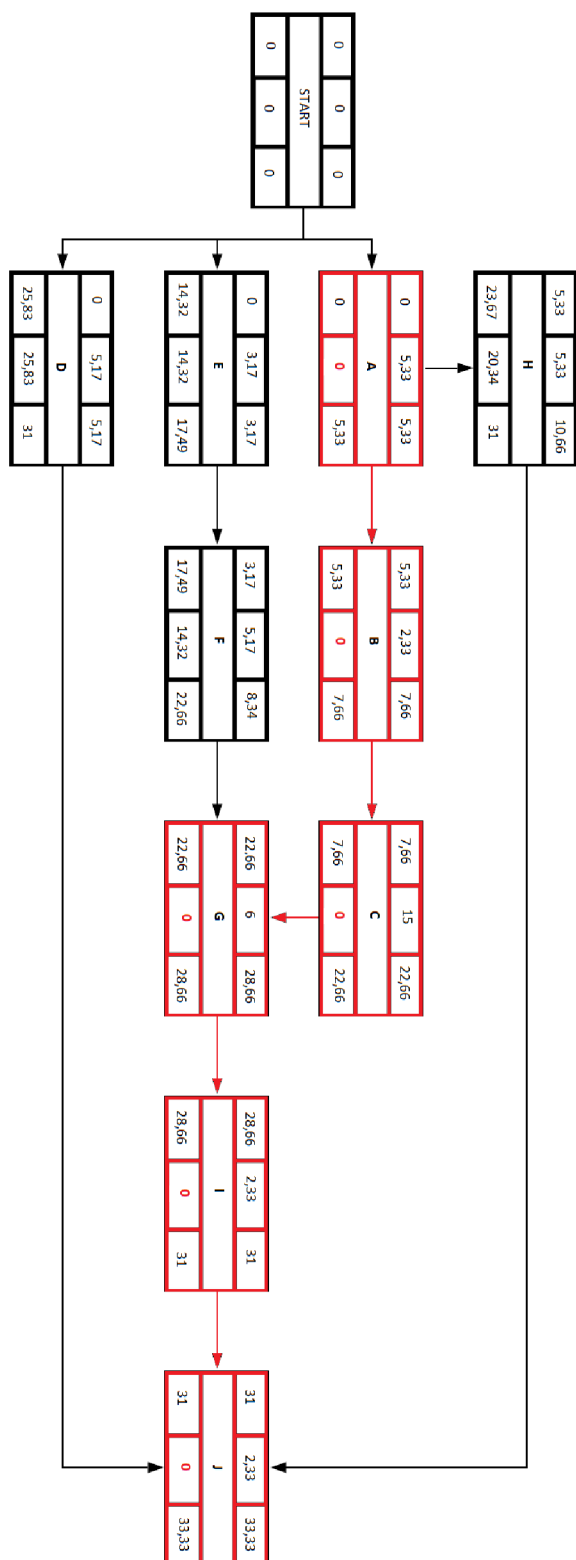 0 0 0
START
0 0 0
5,33 5,33 10,66
H
23,67 20,34 31
0 5,33 5,33
A
0 0 5,33
5,33 2,33 7,66
B
5,33 0 7,66
7,66 15 22,66
C
7,66 0 22,66
0 3,17 3,17
E
14,32 14,32 17,49
3,17 5,17 8,34
F
17,49 14,32 22,66
22,66 6 28,66
G
22,66 0 28,66
28,66 2,33 31
I
28,66 0 31
31 2,33 33,33
J
31 0 33,33
0 5,17 5,17
D
25,83 25,83 31